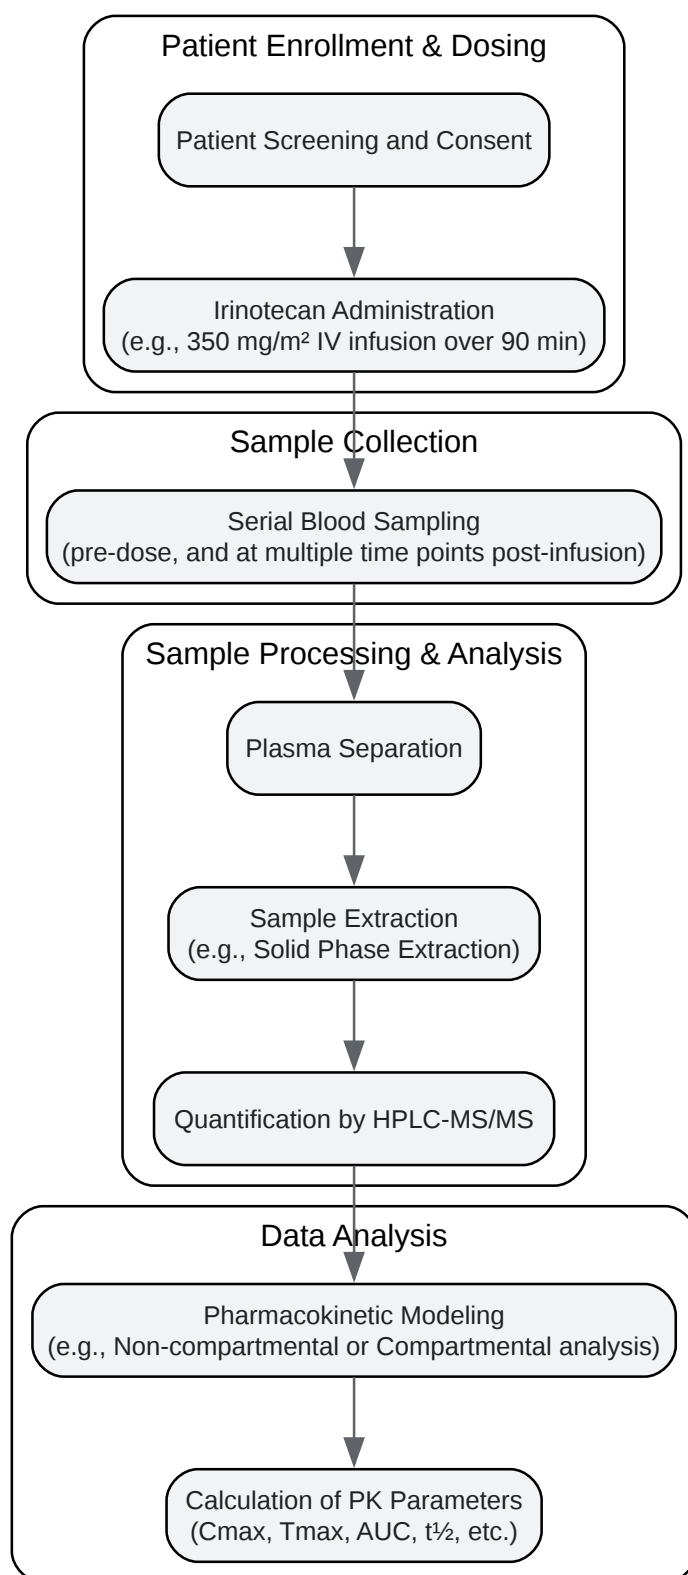 Patient Enrollment & Dosing
Patient Screening and Consent
Irinotecan Administration
(e.g., 350 mg/m² IV infusion over 90 min)
Sample Collection
Serial Blood Sampling
(pre-dose, and at multiple time points post-infusion)
Sample Processing & Analysis
Plasma Separation
Sample Extraction
(e.g., Solid Phase Extraction)
Quantification by HPLC-MS/MS
Data Analysis
Pharmacokinetic Modeling
(e.g., Non-compartmental or Compartmental analysis)
Calculation of PK Parameters
(Cmax, Tmax, AUC, t½, etc.)